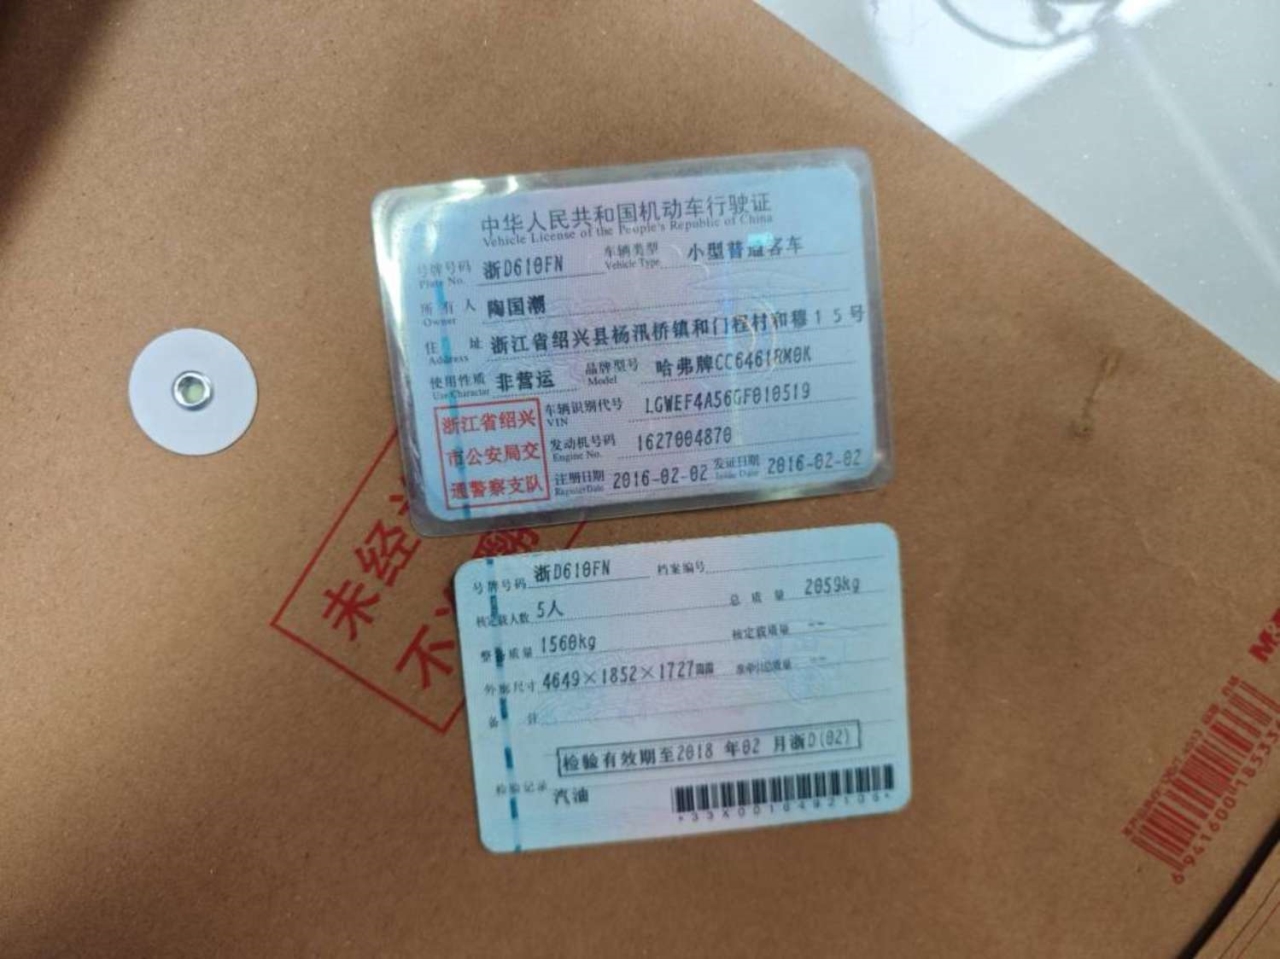 中华人民共和国机动车行驶证
Vehicle License of the People's Republic of China
号牌号码 浙D610FN 车辆类型 小型普通客车
Plate No. Vehicle Type
所有人 陶国潮
Owner
住址 浙江省绍兴县杨汛桥镇和门程村和穆15号
Address
使用性质 非营运 品牌型号 哈弗牌CC6461RM0K
Use Character Model
浙江省绍兴
市公安局交
通警察支队
车辆识别代号 LGWEF4A56GF010519
VIN
发动机号码 1627004870
Engine No.
注册日期 2016-02-02 发证日期 2016-02-02
Register Date Issue Date
号牌号码 浙D610FN 档案编号
核定载人数 5人 总质量 2059kg
整备质量 1560kg 核定载质量 --
外廓尺寸 4649×1852×1727mm 准牵引总质量 --
备注
检验有效期至2018 年02 月浙D(02)
检验记录 汽油
未经
不